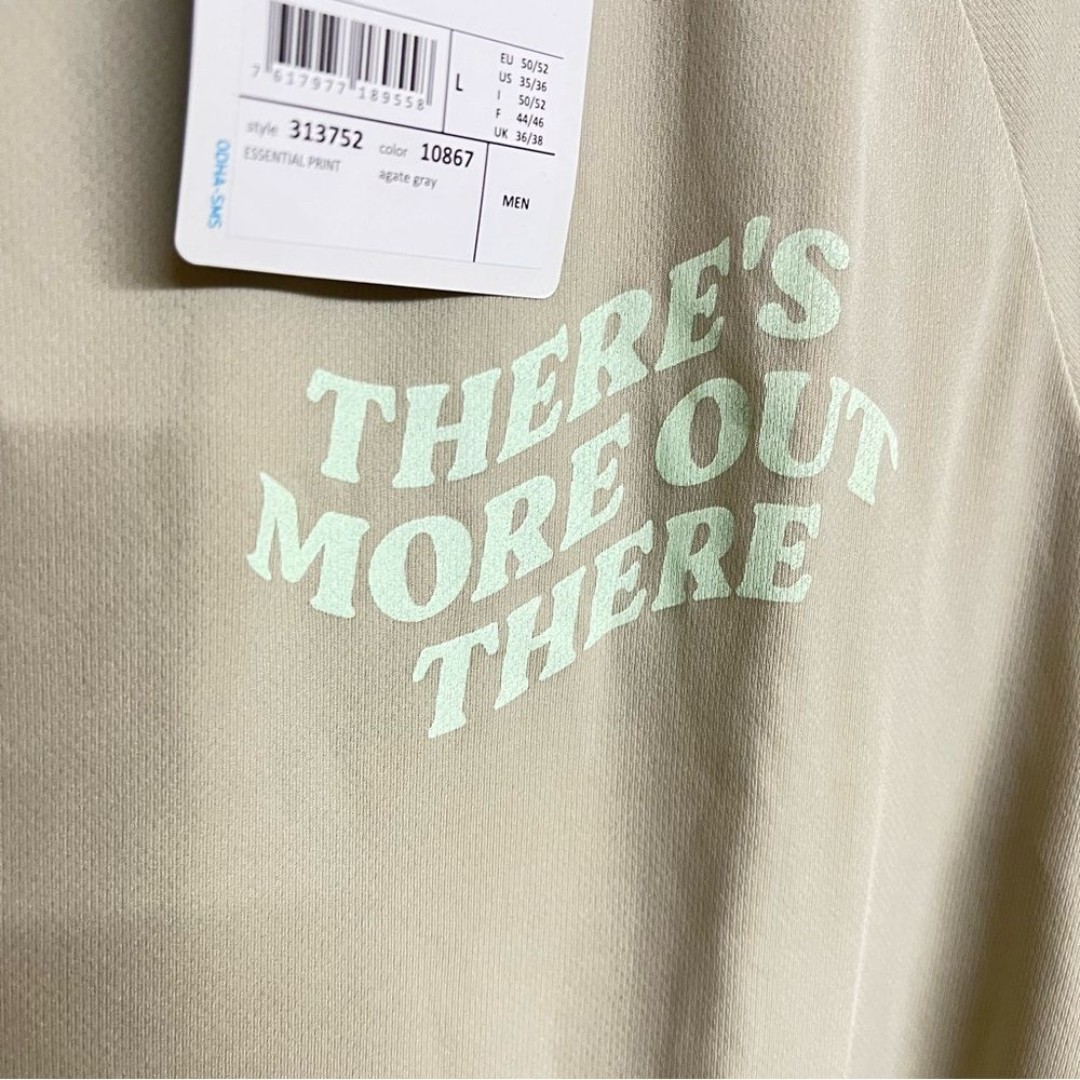 7 617977 189558
L
EU 50/52
US 35/36
I 50/52
F 44/46
UK 36/38
style 313752 color 10867
ESSENTIAL PRINT
agate gray
MEN
ODHA-SMS
THERE'S
MORE OUT
THERE